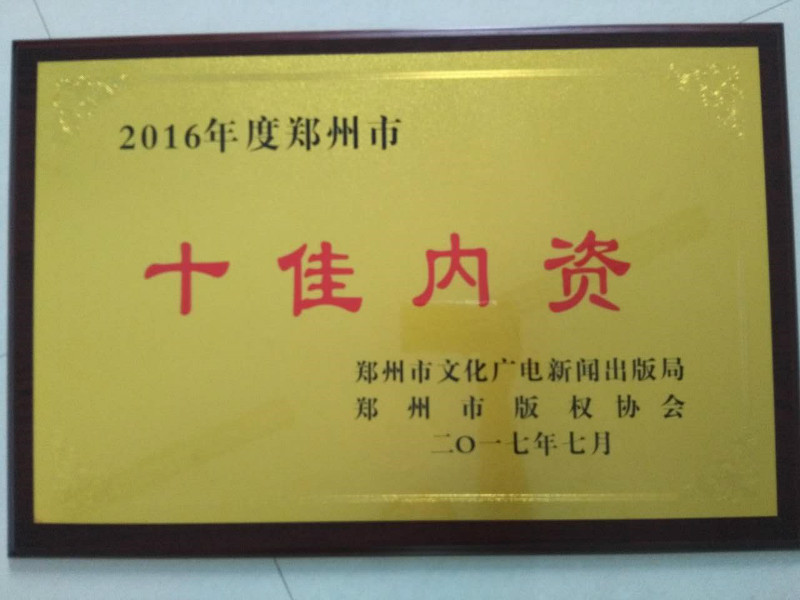 2016年度郑州市
十佳内资
郑州市文化广电新闻出版局
郑州市版权协会
二〇一七年七月